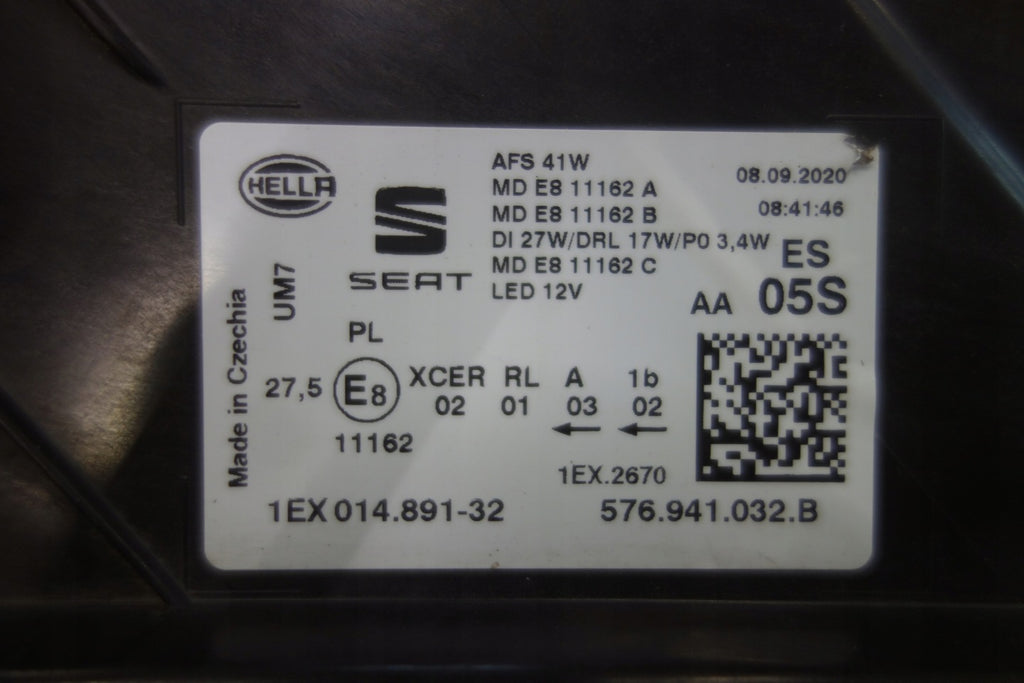 HELLA
SEAT
AFS 41W
MD E8 11162 A
MD E8 11162 B
DI 27W/DRL 17W/P0 3,4W
MD E8 11162 C
LED 12V
08.09.2020
08:41:46
ES
AA 05S
Made in Czechia
UM7
PL
27,5 E8 XCER RL A 1b
02 01 03 02
11162 ← ←
1EX.2670
1EX 014.891-32 576.941.032.B